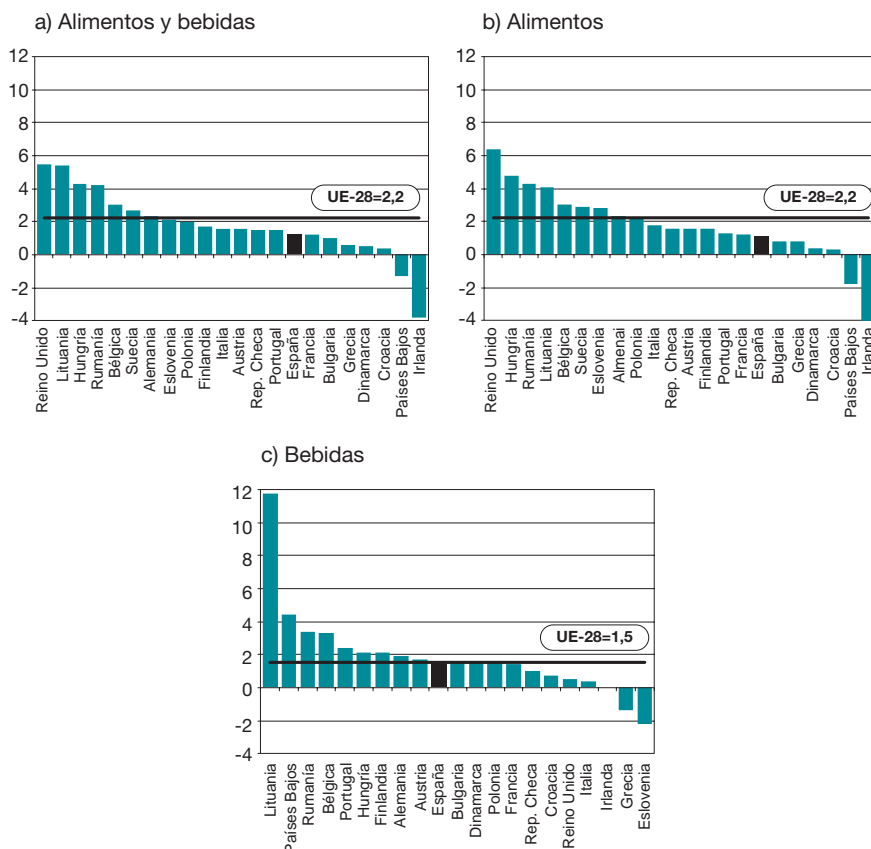 a) Alimentos y bebidas
12
10
8
6
4
2
0
-2
-4
UE-28=2,2
Reino Unido
Lituania
Hungría
Rumanía
Bélgica
Suecia
Alemania
Eslovenia
Polonia
Finlandia
Italia
Austria
Rep. Checa
Portugal
España
Francia
Bulgaria
Grecia
Dinamarca
Croacia
Países Bajos
Irlanda
b) Alimentos
12
10
8
6
4
2
0
-2
-4
UE-28=2,2
Reino Unido
Hungría
Rumanía
Lituania
Bélgica
Suecia
Eslovenia
Almenai
Polonia
Italia
Rep. Checa
Austria
Finlandia
Portugal
Francia
España
Bulgaria
Grecia
Dinamarca
Croacia
Países Bajos
Irlanda
c) Bebidas
12
10
8
6
4
2
0
-2
-4
UE-28=1,5
Lituania
Países Bajos
Rumanía
Bélgica
Portugal
Hungría
Finlandia
Alemania
Austria
España
Bulgaria
Dinamarca
Polonia
Francia
Rep. Checa
Croacia
Reino Unido
Italia
Irlanda
Grecia
Eslovenia